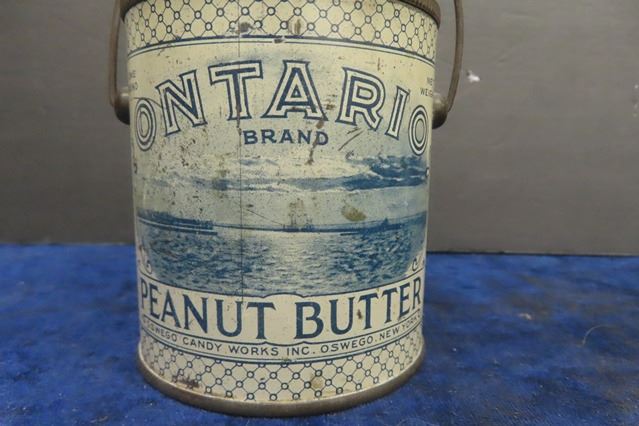 ONTARIO
BRAND
PEANUT BUTTER
OSWEGO CANDY WORKS INC. OSWEGO, NEW YORK